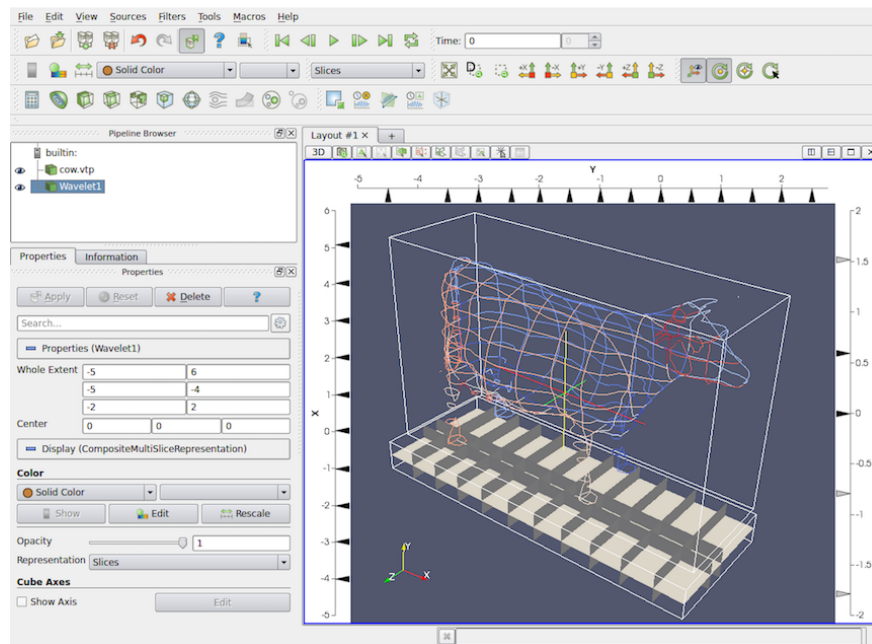 File Edit View Sources Filters Tools Macros Help
Time: 0 0
Solid Color Slices
Pipeline Browser
builtin:
cow.vtp
Wavelet1
Properties Information
Properties
Apply Reset Delete ?
Search...
Properties (Wavelet1)
Whole Extent -5 6
-5 -4
-2 2
Center 0 0 0
Display (CompositeMultiSliceRepresentation)
Color
Solid Color
Show Edit Rescale
Opacity 1
Representation Slices
Cube Axes
Show Axis Edit
Layout #1 × +
3D
Y
-5 -4 -3 -2 -1 0 1 2
6
5
4
3
2
1
0
-1
-2
-3
-4
-5
X
2
1.5
1
0.5
0
-0.5
-1
-1.5
-2
Y
Z X